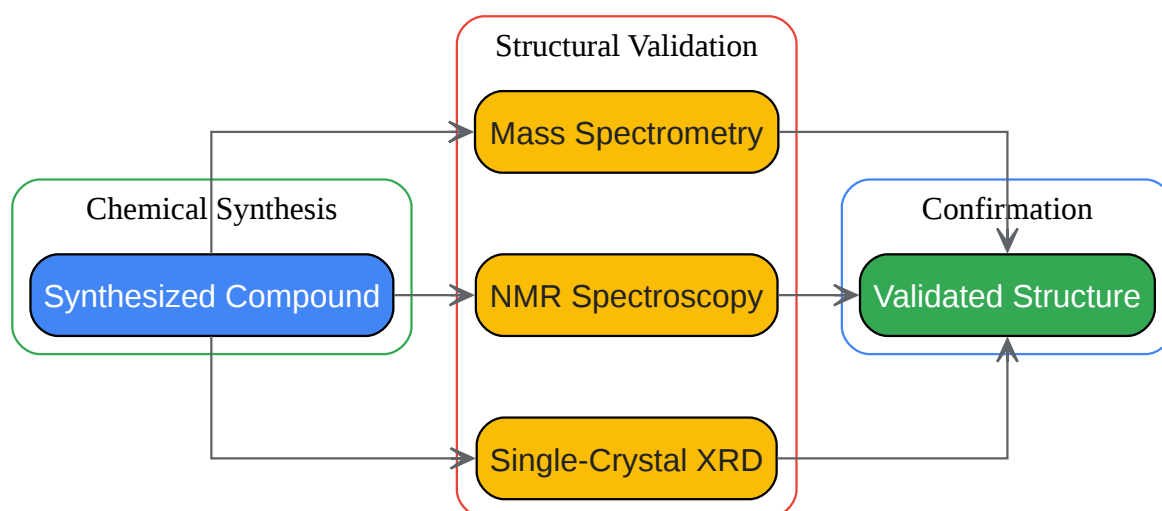 Structural Validation
Mass Spectrometry
Chemical Synthesis
Confirmation
Synthesized Compound
NMR Spectroscopy
Validated Structure
Single-Crystal XRD